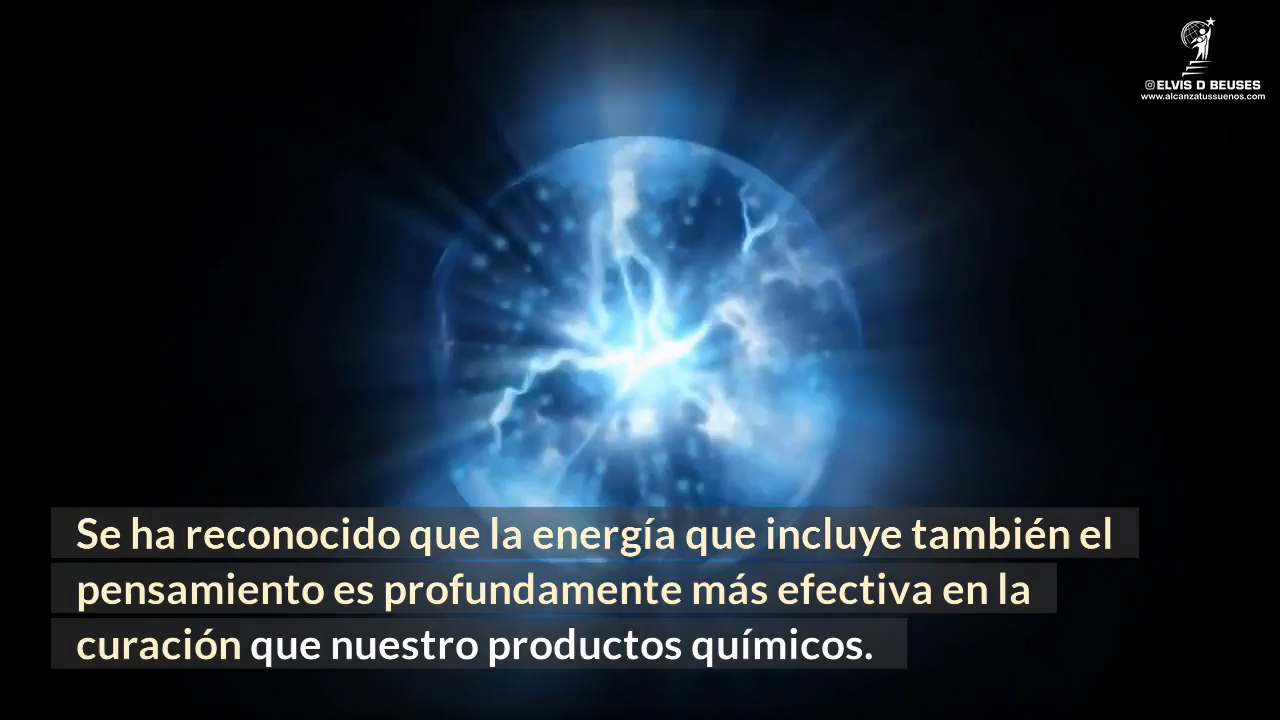 ELVIS D BEUSES
www.alcanzatussuenos.com
Se ha reconocido que la energía que incluye también el
pensamiento es profundamente más efectiva en la
curación que nuestro productos químicos.